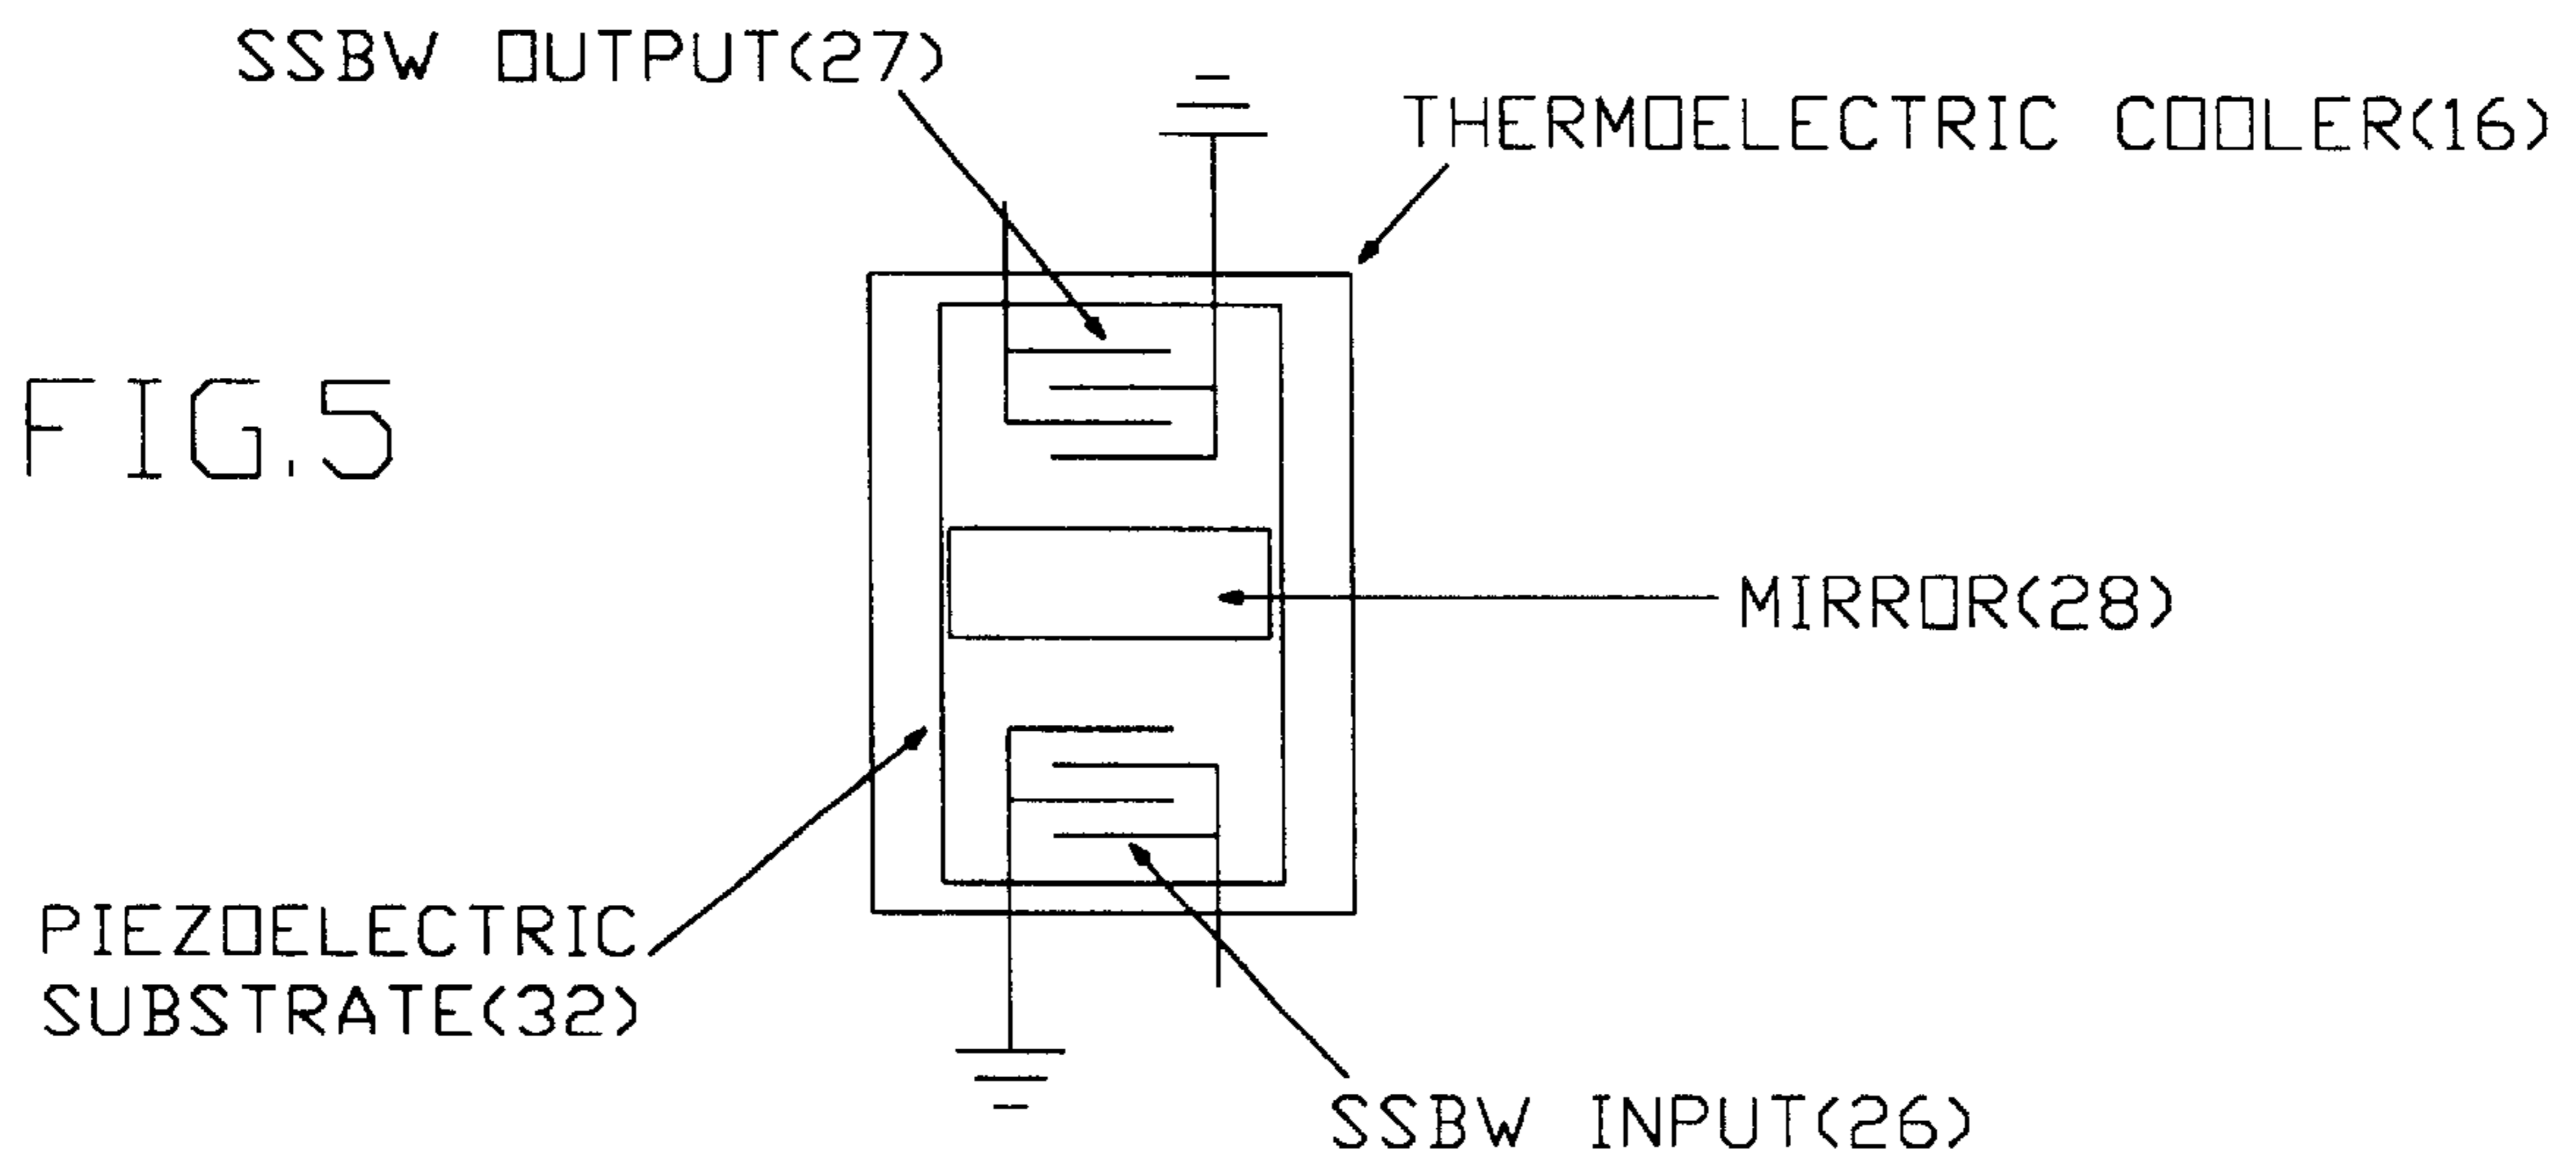 SSBW OUTPUT(27)
THERMOELECTRIC COOLER(16)
FIG.5
MIRROR(28)
PIEZOELECTRIC
SUBSTRATE(32)
SSBW INPUT(26)